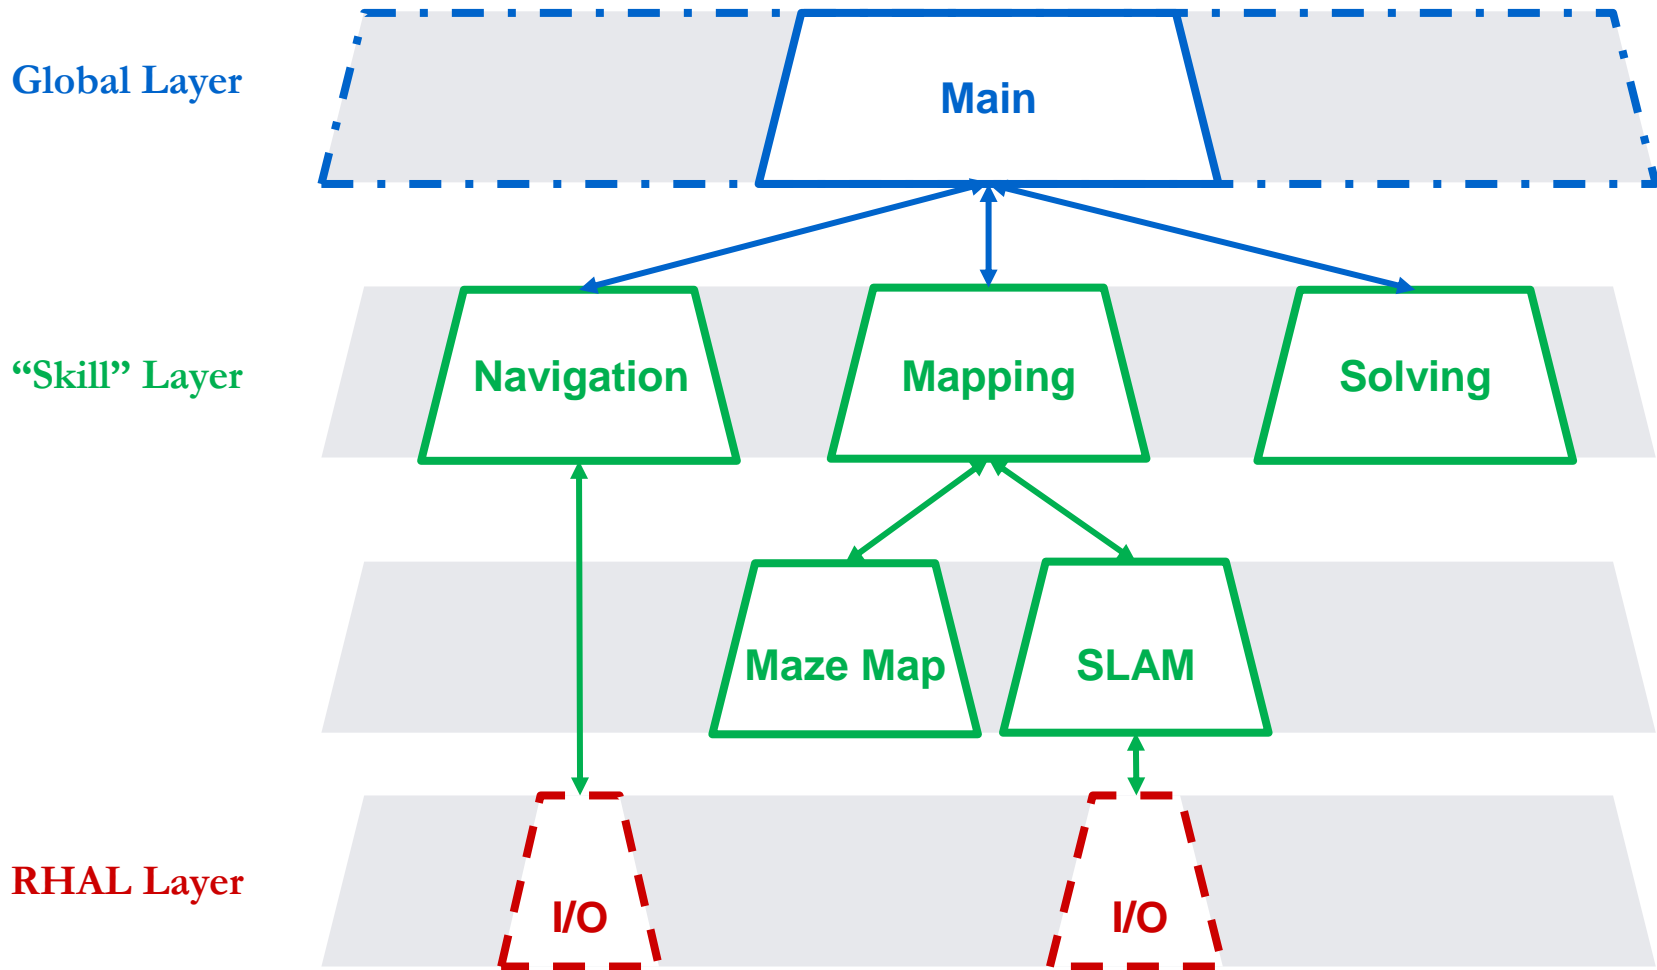 Global Layer
Main
“Skill” Layer
Navigation
Mapping
Solving
Maze Map
SLAM
RHAL Layer
I/O
I/O